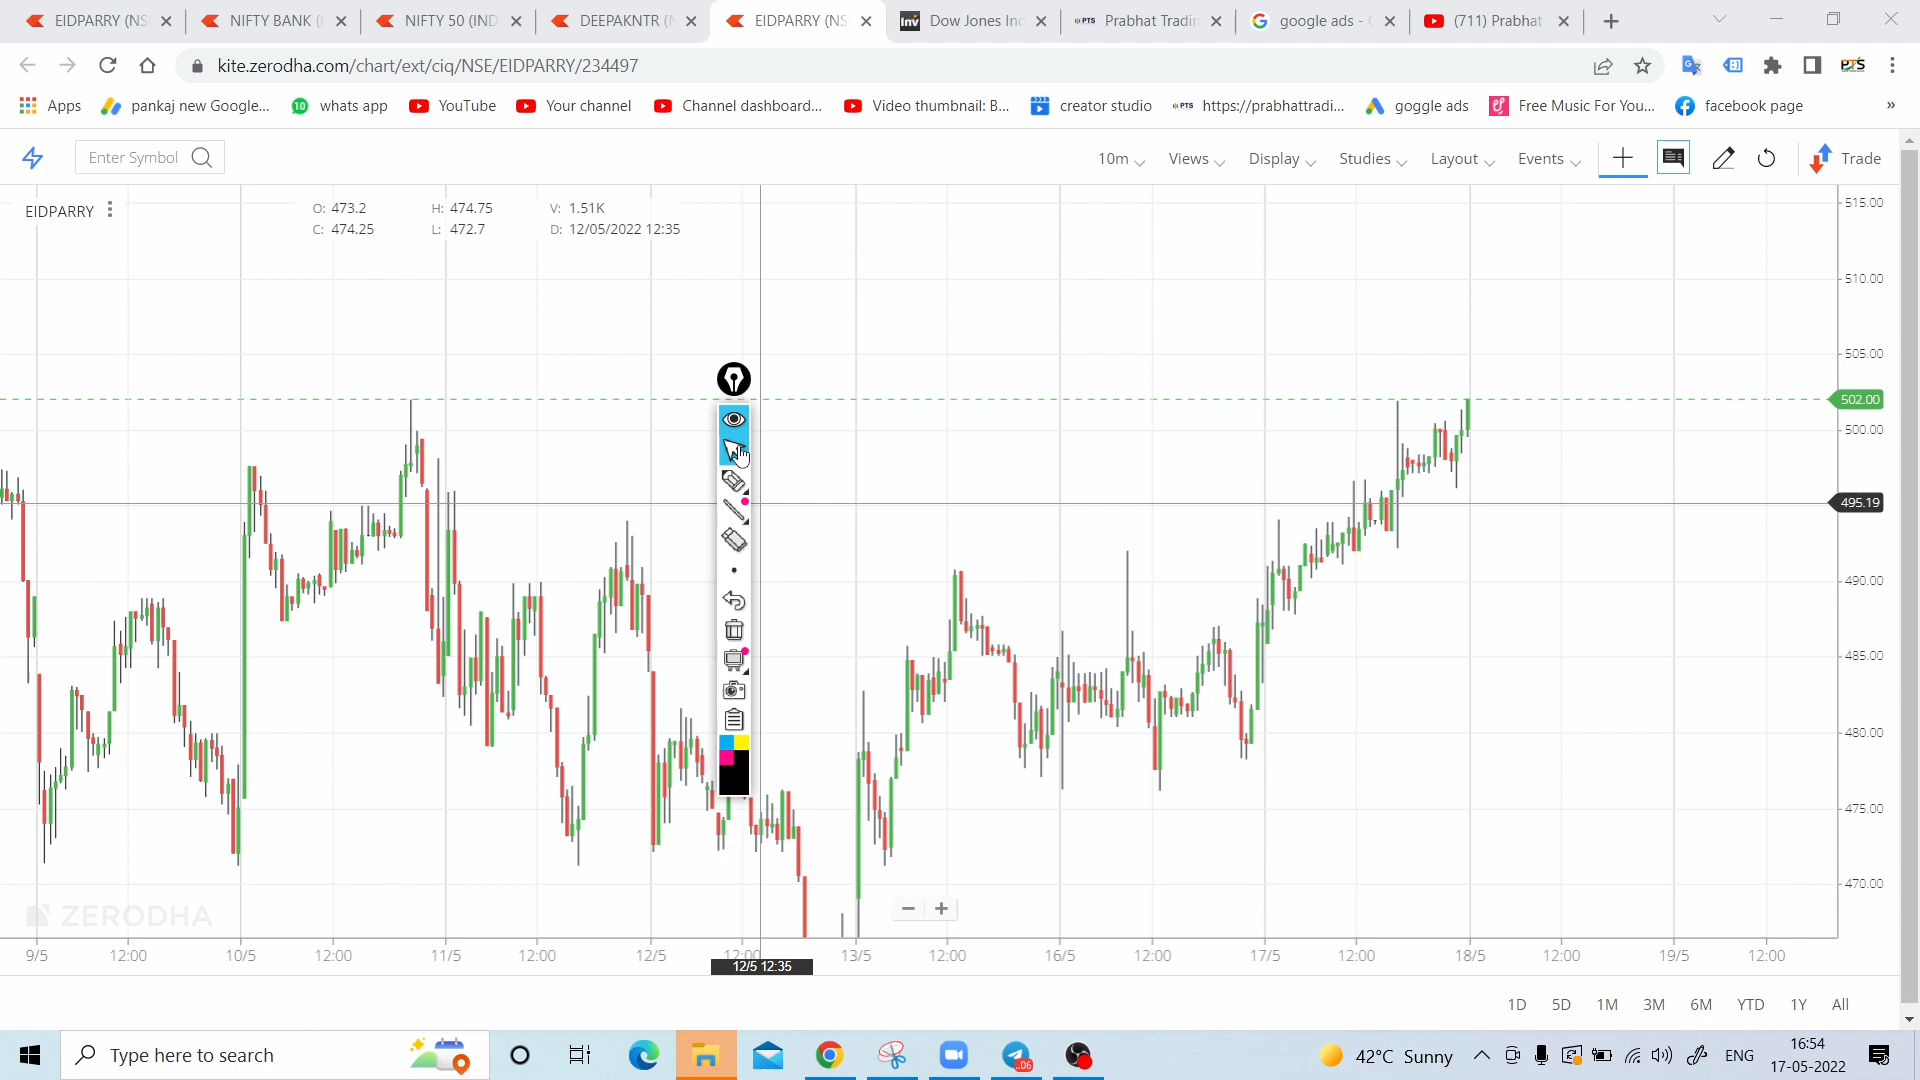 EIDPARRY (NS
NIFTY BANK (
NIFTY 50 (IND
DEEPAKNTR (
EIDPARRY (NS
Dow Jones Ind
PTS Prabhat Tradin
google ads -
(711) Prabhat
kite.zerodha.com/chart/ext/ciq/NSE/EIDPARRY/234497
PTS
Apps
pankaj new Google...
10 whats app
YouTube
Your channel
Channel dashboard...
Video thumbnail: B...
creator studio
PTS https://prabhattradi...
goggle ads
Free Music For You...
facebook page
»
Enter Symbol
10m
Views
Display
Studies
Layout
Events
Trade
EIDPARRY
O: 473.2 H: 474.75 V: 1.51K
C: 474.25 L: 472.7 D: 12/05/2022 12:35
515.00
510.00
505.00
502.00
500.00
495.19
490.00
485.00
480.00
475.00
470.00
ZERODHA
9/5 12:00 10/5 12:00 11/5 12:00 12/5 12:00 13/5 12:00 16/5 12:00 17/5 12:00 18/5 12:00 19/5 12:00
12/5 12:35
1D 5D 1M 3M 6M YTD 1Y All
Type here to search
42°C Sunny
ENG
16:54
17-05-2022